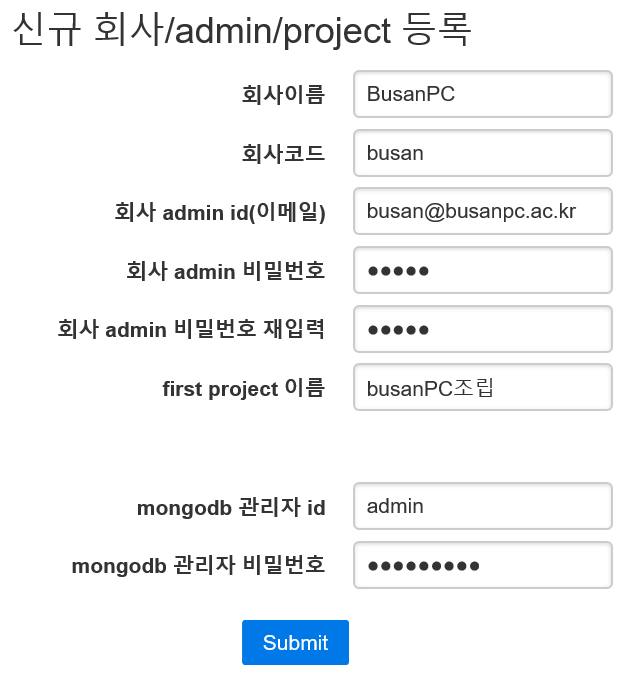 신규 회사/admin/project 등록
회사이름 BusanPC
회사코드 busan
회사 admin id(이메일) busan@busanpc.ac.kr
회사 admin 비밀번호 ●●●●●
회사 admin 비밀번호 재입력 ●●●●●
first project 이름 busanPC조립
mongodb 관리자 id admin
mongodb 관리자 비밀번호 ●●●●●●●●●
Submit